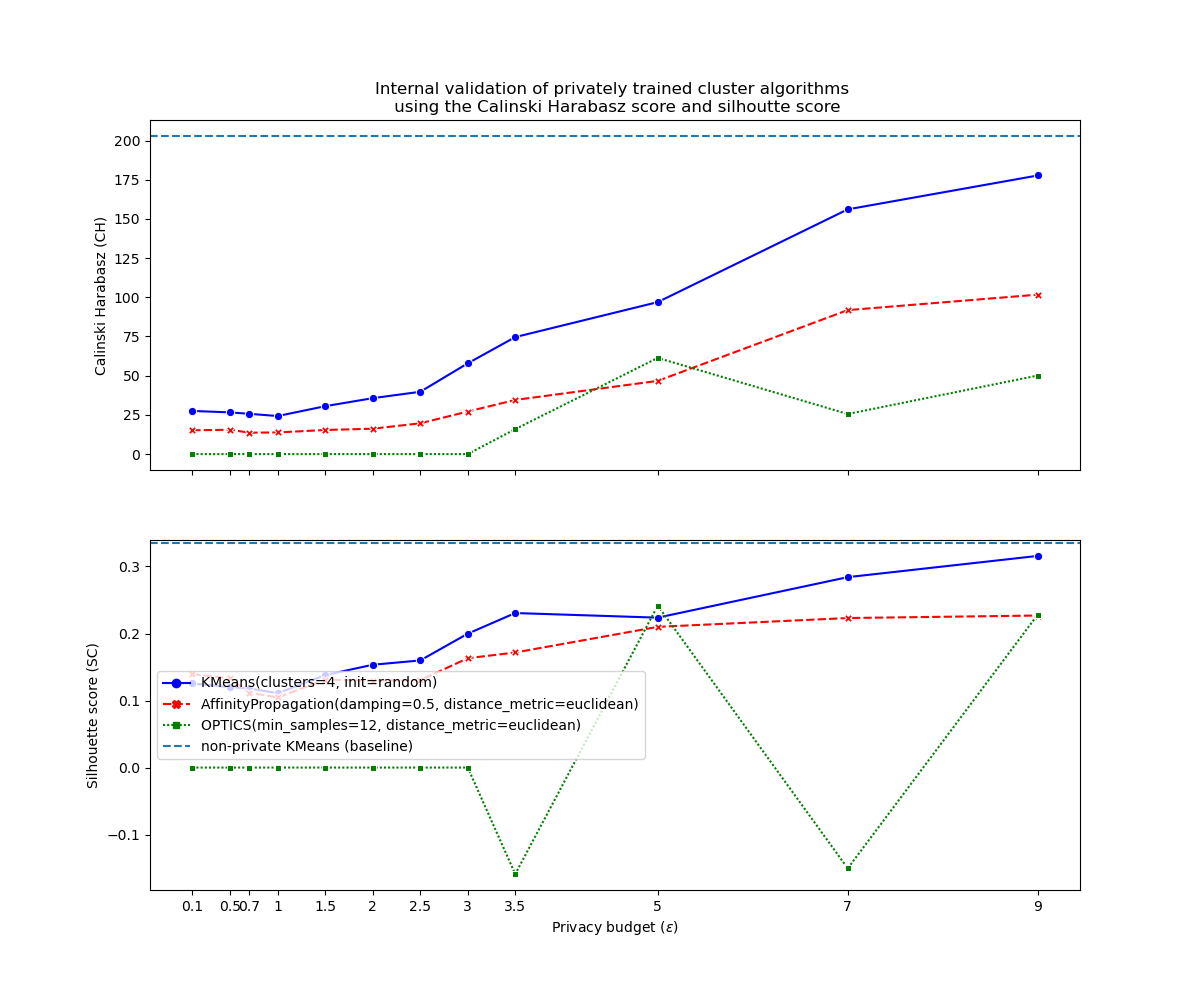 Internal validation of privately trained cluster algorithms
using the Calinski Harabasz score and silhoutte score
200
175
150
125
100
75
50
25
0
Calinski Harabasz (CH)
0.3
0.2
0.1
0.0
−0.1
Silhouette score (SC)
KMeans(clusters=4, init=random)
AffinityPropagation(damping=0.5, distance_metric=euclidean)
OPTICS(min_samples=12, distance_metric=euclidean)
non-private KMeans (baseline)
0.1 0.5 0.7 1 1.5 2 2.5 3 3.5 5 7 9
Privacy budget (ε)